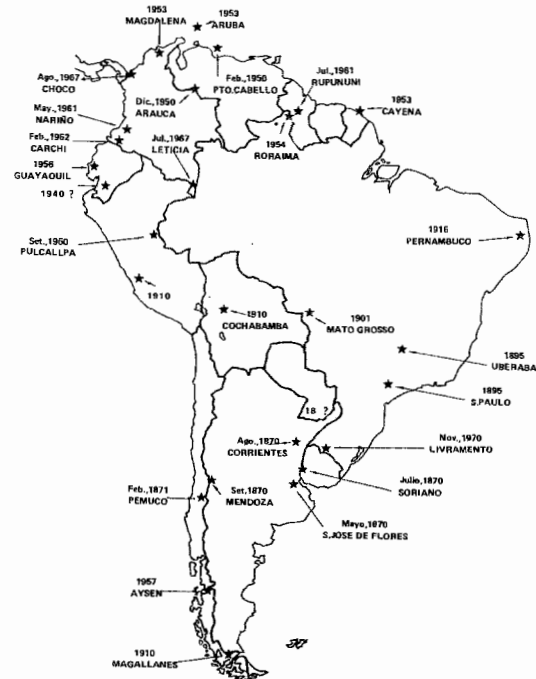 1953
MAGDALENA
1953
ARUBA
Ago.,1967
CHOCO
Feb.,1950
PTO.CABELLO
Jul.,1961
RUPUNUNI
Dic.,1950
ARAUCA
1953
CAYENA
May.,1961
NARIÑO
Feb.,1962
CARCHI
Jul.,1967
LETICIA
1954
RORAIMA
1956
GUAYAQUIL
1940 ?
1916
PERNAMBUCO
Set.,1960
PULCALLPA
1910
1910
COCHABAMBA
1901
MATO GROSSO
1895
UBERABA
1895
S.PAULO
18 ?
Ago.,1870
CORRIENTES
Nov.,1970
LIVRAMENTO
Julio,1870
SORIANO
Feb.,1871
PEMUCO
Set.,1870
MENDOZA
Mayo,1870
S.JOSE DE FLORES
1957
AYSEN
1910
MAGALLANES